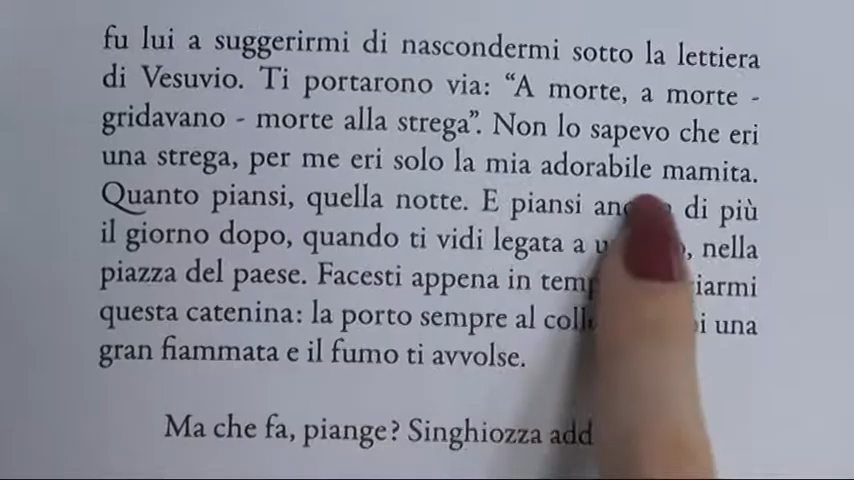 fu lui a suggerirmi di nascondermi sotto la lettiera
di Vesuvio. Ti portarono via: “A morte, a morte -
gridavano - morte alla strega”. Non lo sapevo che eri
una strega, per me eri solo la mia adorabile mamita.
Quanto piansi, quella notte. E piansi di più
il giorno dopo, quando ti vidi legata a nella
piazza del paese. Facesti appena in
questa catenina: la porto sempre al una
gran fiammata e il fumo ti avvolse.
Ma che fa, piange? Singhiozza